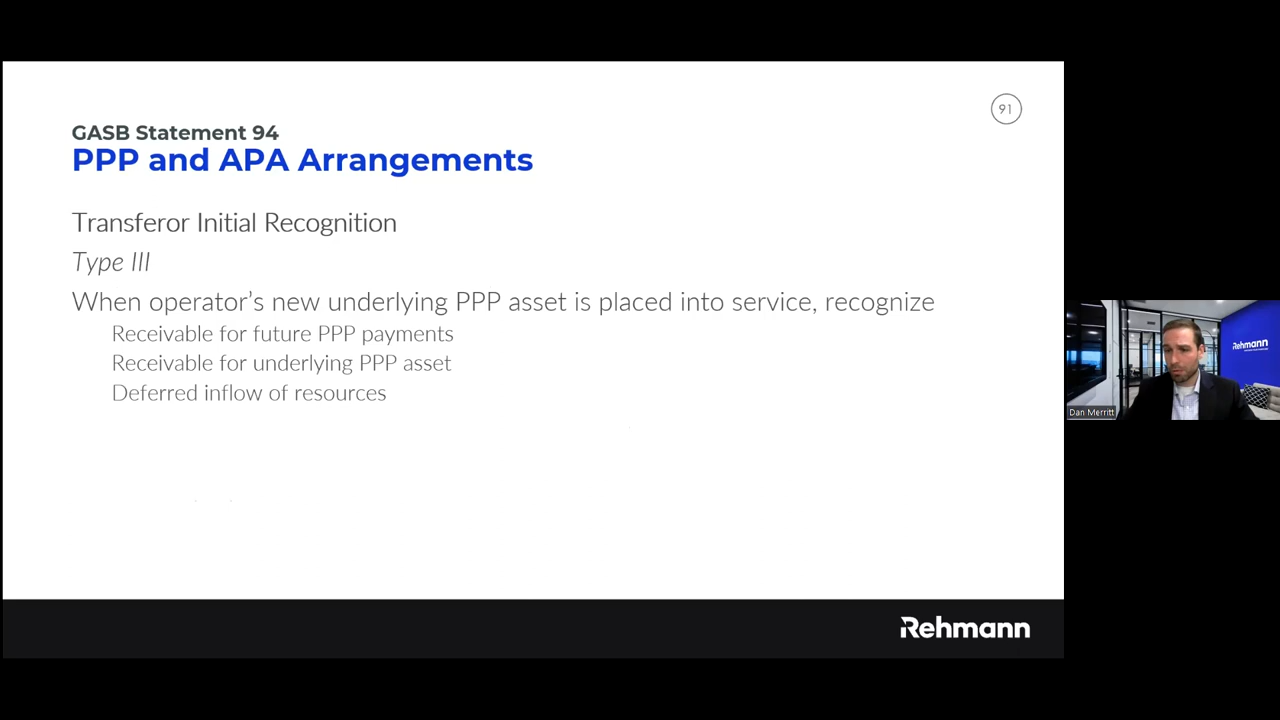 91
GASB Statement 94
PPP and APA Arrangements
Transferor Initial Recognition
Type III
When operator’s new underlying PPP asset is placed into service, recognize
Receivable for future PPP payments
Receivable for underlying PPP asset
Deferred inflow of resources
Rehmann
Rehmann
Dan Merritt